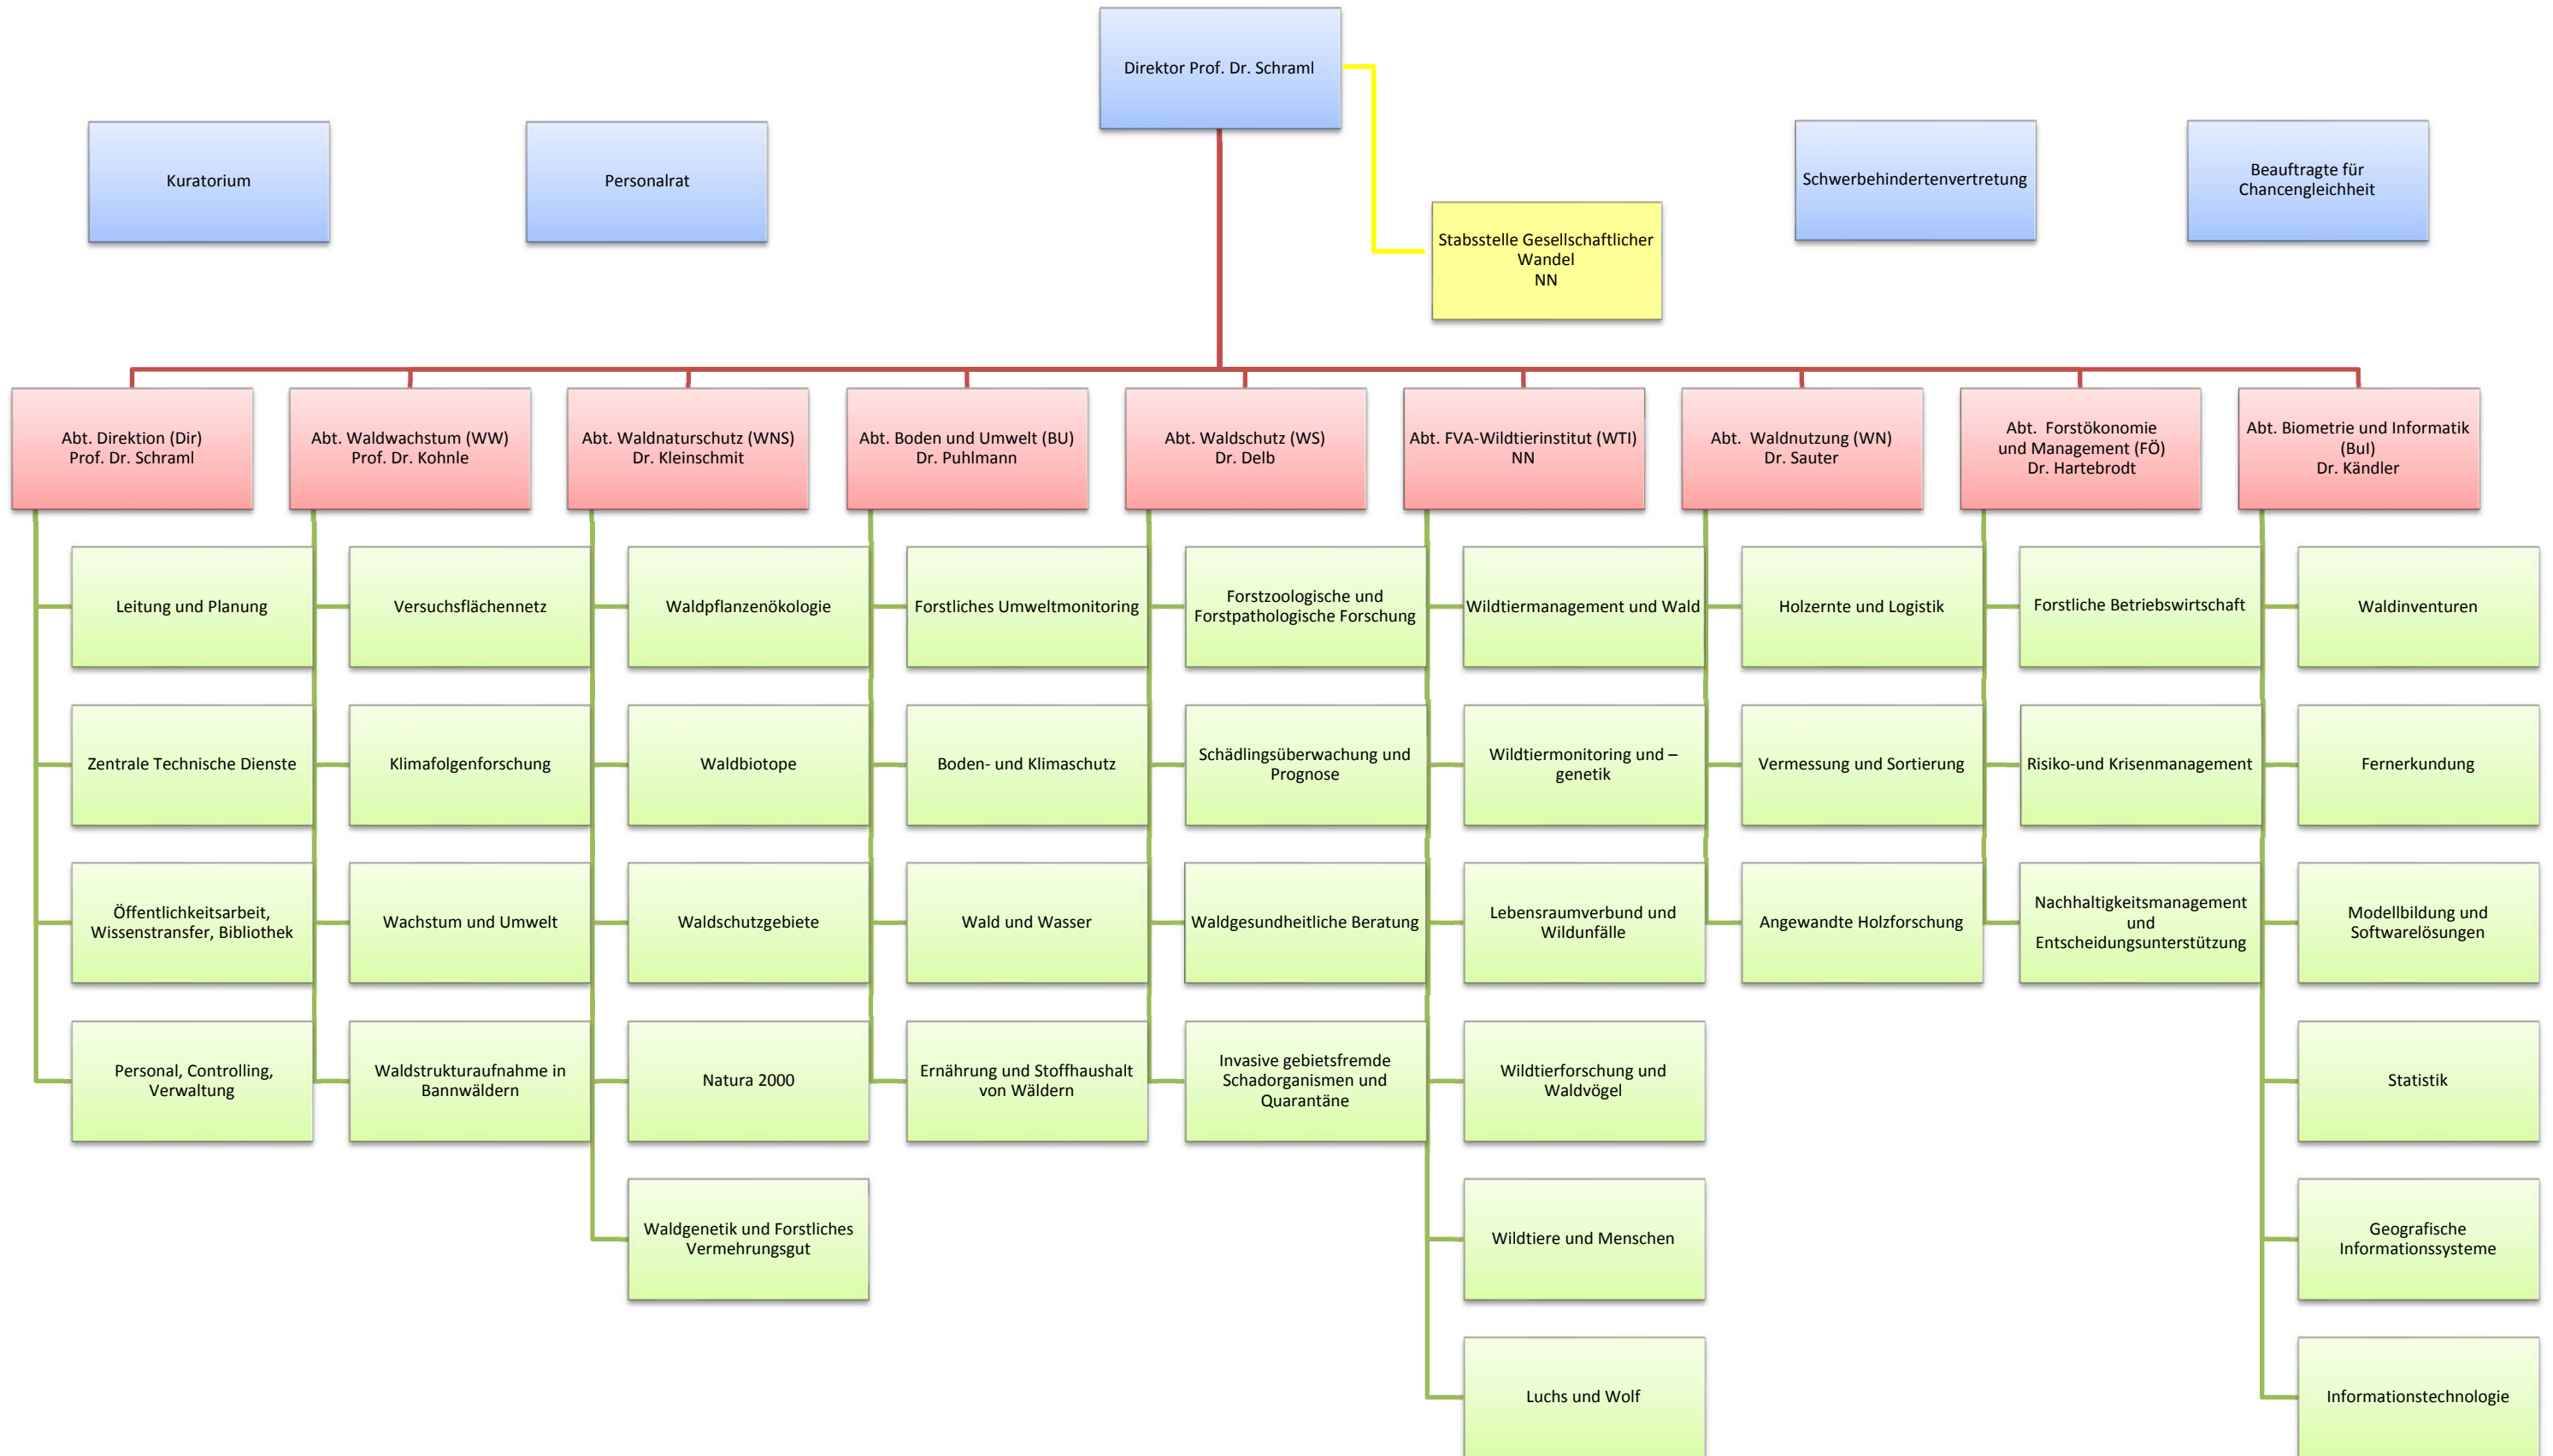 Direktor Prof. Dr. Schraml
Kuratorium
Personalrat
Schwerbehindertenvertretung
Beauftragte für
Chancengleichheit
Stabsstelle Gesellschaftlicher
Wandel
NN
Abt. Direktion (Dir)
Prof. Dr. Schraml
Abt. Waldwachstum (WW)
Prof. Dr. Kohnle
Abt. Waldnaturschutz (WNS)
Dr. Kleinschmit
Abt. Boden und Umwelt (BU)
Dr. Puhlmann
Abt. Waldschutz (WS)
Dr. Delb
Abt. FVA-Wildtierinstitut (WTI)
NN
Abt. Waldnutzung (WN)
Dr. Sauter
Abt. Forstökonomie
und Management (FÖ)
Dr. Hartebrodt
Abt. Biometrie und Informatik
(BuI)
Dr. Kändler
Leitung und Planung
Versuchsflächennetz
Waldpflanzenökologie
Forstliches Umweltmonitoring
Forstzoologische und
Forstpathologische Forschung
Wildtiermanagement und Wald
Holzernte und Logistik
Forstliche Betriebswirtschaft
Waldinventuren
Zentrale Technische Dienste
Klimafolgenforschung
Waldbiotope
Boden- und Klimaschutz
Schädlingsüberwachung und
Prognose
Wildtiermonitoring und –
genetik
Vermessung und Sortierung
Risiko-und Krisenmanagement
Fernerkundung
Öffentlichkeitsarbeit,
Wissenstransfer, Bibliothek
Wachstum und Umwelt
Waldschutzgebiete
Wald und Wasser
Waldgesundheitliche Beratung
Lebensraumverbund und
Wildunfälle
Angewandte Holzforschung
Nachhaltigkeitsmanagement
und
Entscheidungsunterstützung
Modellbildung und
Softwarelösungen
Personal, Controlling,
Verwaltung
Waldstrukturaufnahme in
Bannwäldern
Natura 2000
Ernährung und Stoffhaushalt
von Wäldern
Invasive gebietsfremde
Schadorganismen und
Quarantäne
Wildtierforschung und
Waldvögel
Statistik
Waldgenetik und Forstliches
Vermehrungsgut
Wildtiere und Menschen
Geografische
Informationssysteme
Luchs und Wolf
Informationstechnologie